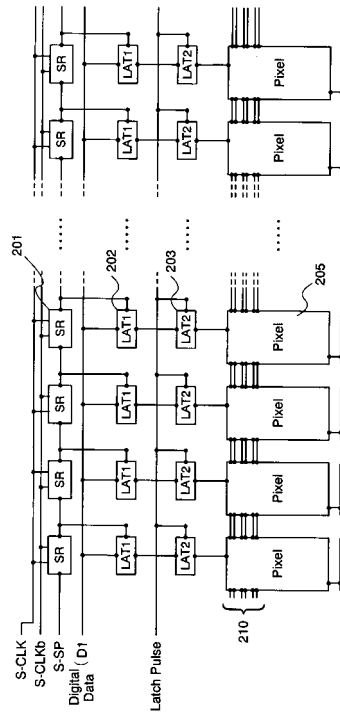 S-CLK
S-CLKb
S-SP
Digital Data ( D1
Latch Pulse
201
SR SR SR SR SR SR
202
LAT1 LAT1 LAT1 LAT1 LAT1 LAT1
203
LAT2 LAT2 LAT2 LAT2 LAT2 LAT2
205
Pixel Pixel Pixel Pixel Pixel Pixel
210